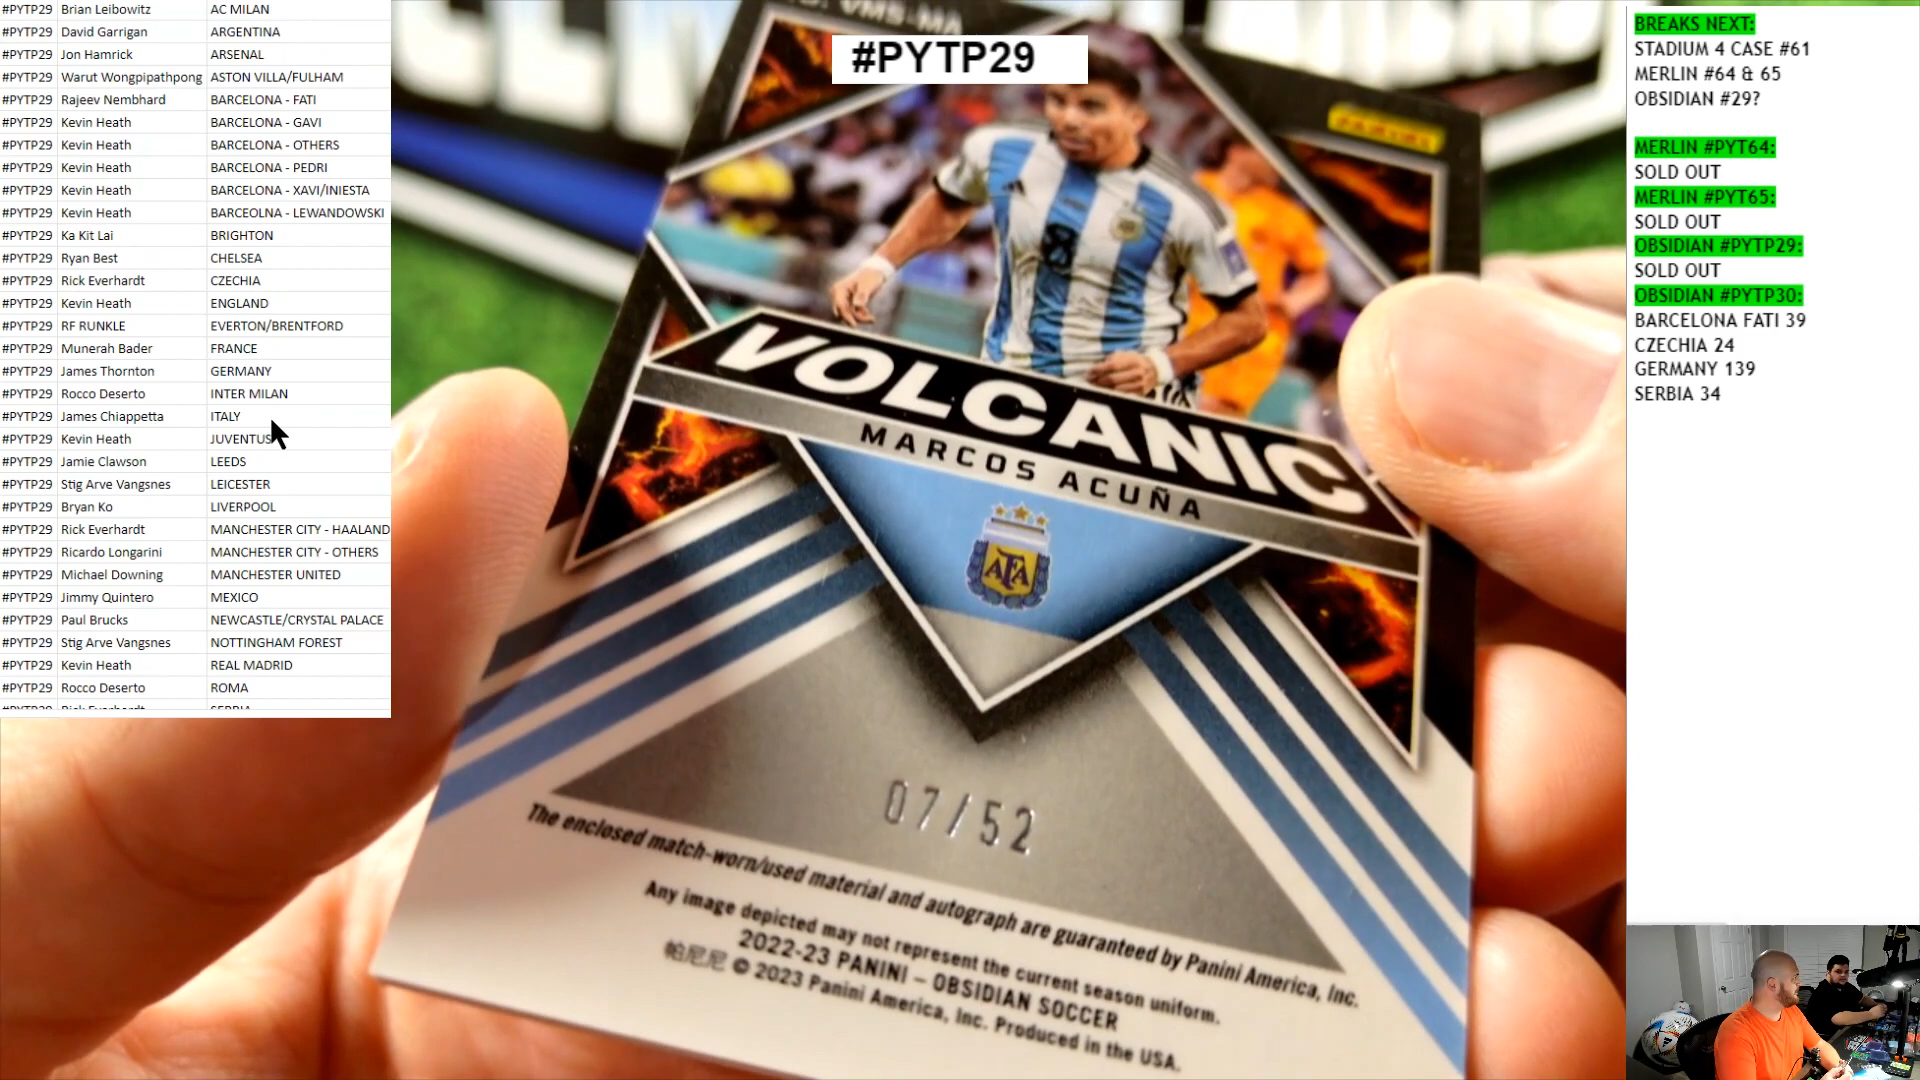 #PYTP29 Brian Leibowitz AC MILAN
#PYTP29 David Garrigan ARGENTINA
#PYTP29 Jon Hamrick ARSENAL
#PYTP29 Warut Wongpipathpong ASTON VILLA/FULHAM
#PYTP29 Rajeev Nembhard BARCELONA - FATI
#PYTP29 Kevin Heath BARCELONA - GAVI
#PYTP29 Kevin Heath BARCELONA - OTHERS
#PYTP29 Kevin Heath BARCELONA - PEDRI
#PYTP29 Kevin Heath BARCELONA - XAVI/INIESTA
#PYTP29 Kevin Heath BARCEOLNA - LEWANDOWSKI
#PYTP29 Ka Kit Lai BRIGHTON
#PYTP29 Ryan Best CHELSEA
#PYTP29 Rick Everhardt CZECHIA
#PYTP29 Kevin Heath ENGLAND
#PYTP29 RF RUNKLE EVERTON/BRENTFORD
#PYTP29 Munerah Bader FRANCE
#PYTP29 James Thornton GERMANY
#PYTP29 Rocco Deserto INTER MILAN
#PYTP29 James Chiappetta ITALY
#PYTP29 Kevin Heath JUVENTUS
#PYTP29 Jamie Clawson LEEDS
#PYTP29 Stig Arve Vangsnes LEICESTER
#PYTP29 Bryan Ko LIVERPOOL
#PYTP29 Rick Everhardt MANCHESTER CITY - HAALAND
#PYTP29 Ricardo Longarini MANCHESTER CITY - OTHERS
#PYTP29 Michael Downing MANCHESTER UNITED
#PYTP29 Jimmy Quintero MEXICO
#PYTP29 Paul Brucks NEWCASTLE/CRYSTAL PALACE
#PYTP29 Stig Arve Vangsnes NOTTINGHAM FOREST
#PYTP29 Kevin Heath REAL MADRID
#PYTP29 Rocco Deserto ROMA
#PYTP29 Rick Everhardt SERBIA
VMS-MA
#PYTP29
PANINI
8
VOLCANIC
MARCOS ACUÑA
AFA
07/52
The enclosed match-worn/used material and autograph are guaranteed by Panini America, Inc.
Any image depicted may not represent the current season uniform.
2022-23 PANINI – OBSIDIAN SOCCER
帕尼尼 © 2023 Panini America, Inc. Produced in the USA.
BREAKS NEXT:
STADIUM 4 CASE #61
MERLIN #64 & 65
OBSIDIAN #29?
MERLIN #PYT64:
SOLD OUT
MERLIN #PYT65:
SOLD OUT
OBSIDIAN #PYTP29:
SOLD OUT
OBSIDIAN #PYTP30:
BARCELONA FATI 39
CZECHIA 24
GERMANY 139
SERBIA 34